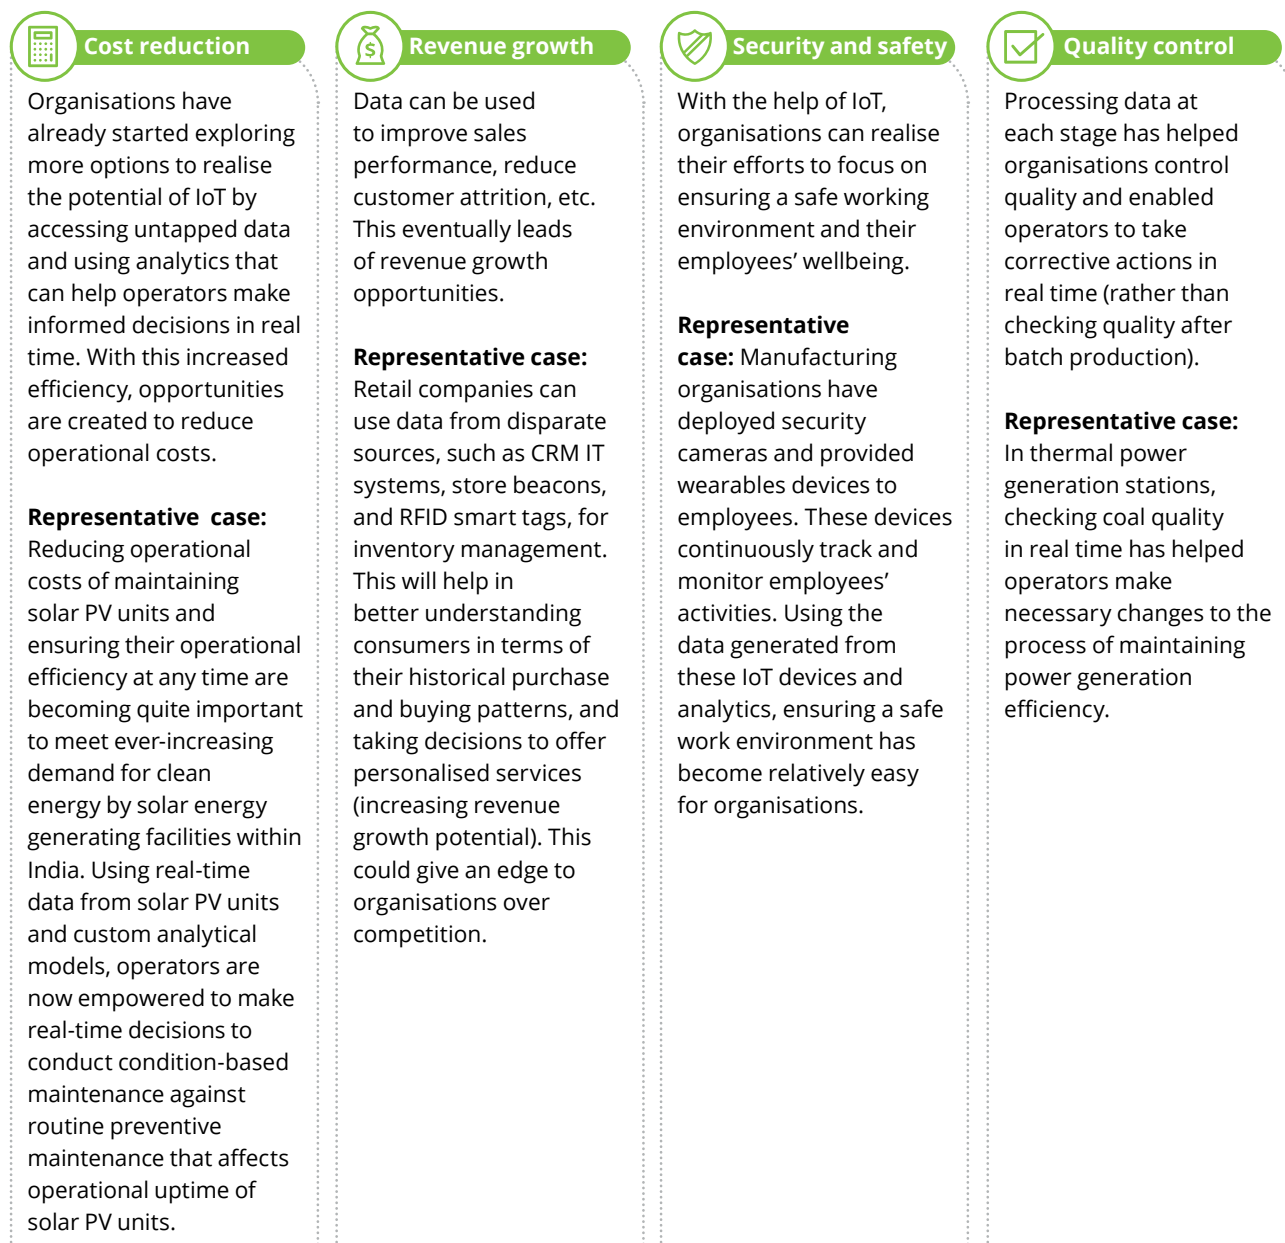 Cost reduction
Organisations have
already started exploring
more options to realise
the potential of IoT by
accessing untapped data
and using analytics that
can help operators make
informed decisions in real
time. With this increased
efficiency, opportunities
are created to reduce
operational costs.
Representative case:
Reducing operational
costs of maintaining
solar PV units and
ensuring their operational
efficiency at any time are
becoming quite important
to meet ever-increasing
demand for clean
energy by solar energy
generating facilities within
India. Using real-time
data from solar PV units
and custom analytical
models, operators are
now empowered to make
real-time decisions to
conduct condition-based
maintenance against
routine preventive
maintenance that affects
operational uptime of
solar PV units.
Revenue growth
Data can be used
to improve sales
performance, reduce
customer attrition, etc.
This eventually leads
of revenue growth
opportunities.
Representative case:
Retail companies can
use data from disparate
sources, such as CRM IT
systems, store beacons,
and RFID smart tags, for
inventory management.
This will help in
better understanding
consumers in terms of
their historical purchase
and buying patterns, and
taking decisions to offer
personalised services
(increasing revenue
growth potential). This
could give an edge to
organisations over
competition.
Security and safety
With the help of IoT,
organisations can realise
their efforts to focus on
ensuring a safe working
environment and their
employees’ wellbeing.
Representative
case: Manufacturing
organisations have
deployed security
cameras and provided
wearables devices to
employees. These devices
continuously track and
monitor employees’
activities. Using the
data generated from
these IoT devices and
analytics, ensuring a safe
work environment has
become relatively easy
for organisations.
Quality control
Processing data at
each stage has helped
organisations control
quality and enabled
operators to take
corrective actions in
real time (rather than
checking quality after
batch production).
Representative case:
In thermal power
generation stations,
checking coal quality
in real time has helped
operators make
necessary changes to the
process of maintaining
power generation
efficiency.